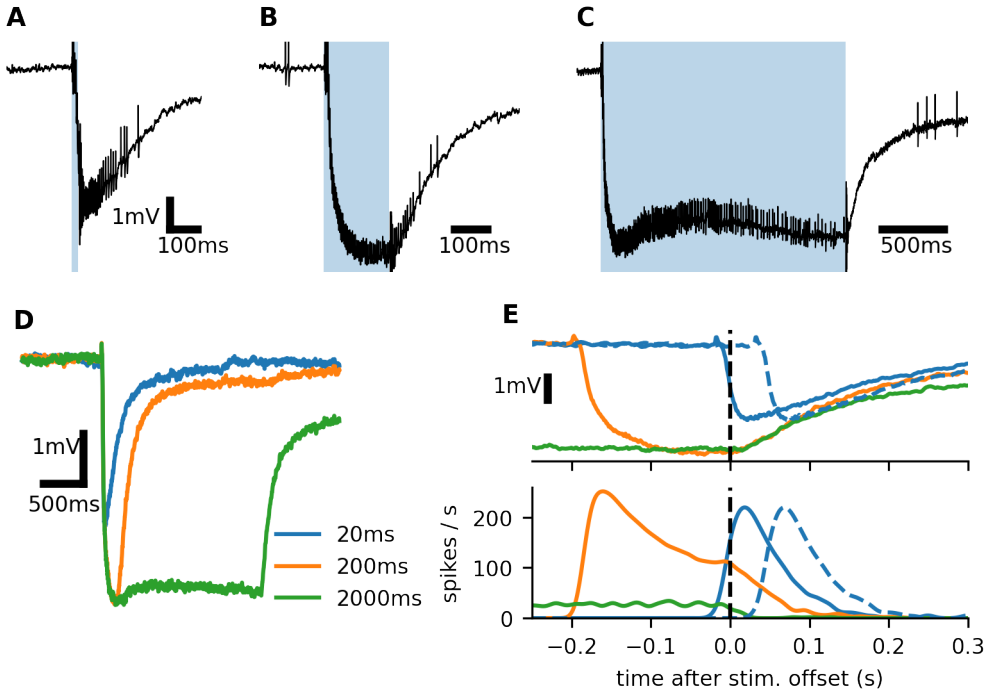 A
B
C
1mV
100ms
100ms
500ms
D
E
1mV
500ms
20ms
200ms
2000ms
1mV
spikes / s
200
100
0
−0.2
−0.1
0.0
0.1
0.2
0.3
time after stim. offset (s)